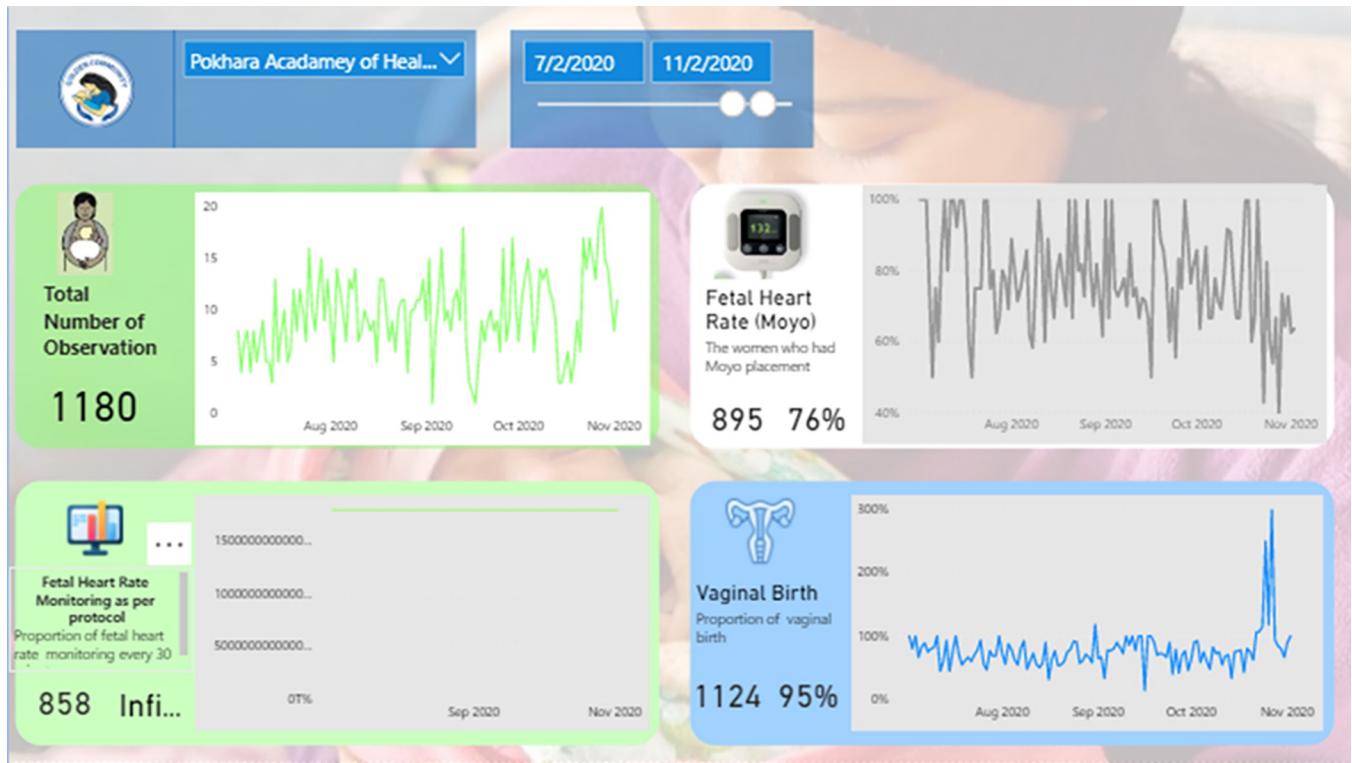 GOLDEN COMMUNITY
Pokhara Acadamey of Heal...
7/2/2020
11/2/2020
Total
Number of
Observation
1180
20
15
10
5
0
Aug 2020
Sep 2020
Oct 2020
Nov 2020
Fetal Heart
Rate (Moyo)
The women who had
Moyo placement
895
76%
100%
80%
60%
40%
Aug 2020
Sep 2020
Oct 2020
Nov 2020
...
Fetal Heart Rate
Monitoring as per
protocol
Proportion of fetal heart
rate monitoring every 30
858
Infi...
1500000000000...
1000000000000...
5000000000000...
0T%
Sep 2020
Nov 2020
Vaginal Birth
Proportion of vaginal
birth
1124
95%
300%
200%
100%
0%
Aug 2020
Sep 2020
Oct 2020
Nov 2020